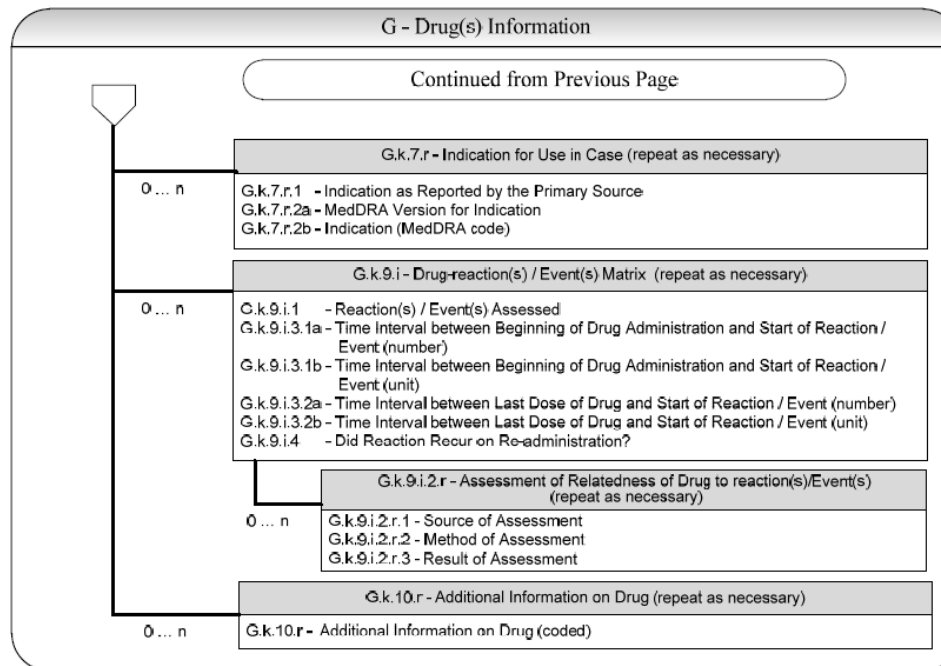 G - Drug(s) Information
Continued from Previous Page
G.k.7.r - Indication for Use in Case (repeat as necessary)
0 ... n
G.k.7.r.1 - Indication as Reported by the Primary Source
G.k.7.r.2a - MedDRA Version for Indication
G.k.7.r.2b - Indication (MedDRA code)
G.k.9.i - Drug-reaction(s) / Event(s) Matrix (repeat as necessary)
0 ... n
G.k.9.i.1 - Reaction(s) / Event(s) Assessed
G.k.9.i.3.1a - Time Interval between Beginning of Drug Administration and Start of Reaction /
Event (number)
G.k.9.i.3.1b - Time Interval between Beginning of Drug Administration and Start of Reaction /
Event (unit)
G.k.9.i.3.2a - Time Interval between Last Dose of Drug and Start of Reaction / Event (number)
G.k.9.i.3.2b - Time Interval between Last Dose of Drug and Start of Reaction / Event (unit)
G.k.9.i.4 - Did Reaction Recur on Re-administration?
G.k.9.i.2.r - Assessment of Relatedness of Drug to reaction(s)/Event(s)
(repeat as necessary)
0 ... n
G.k.9.i.2.r.1 - Source of Assessment
G.k.9.i.2.r.2 - Method of Assessment
G.k.9.i.2.r.3 - Result of Assessment
G.k.10.r - Additional Information on Drug (repeat as necessary)
0 ... n
G.k.10.r - Additional Information on Drug (coded)